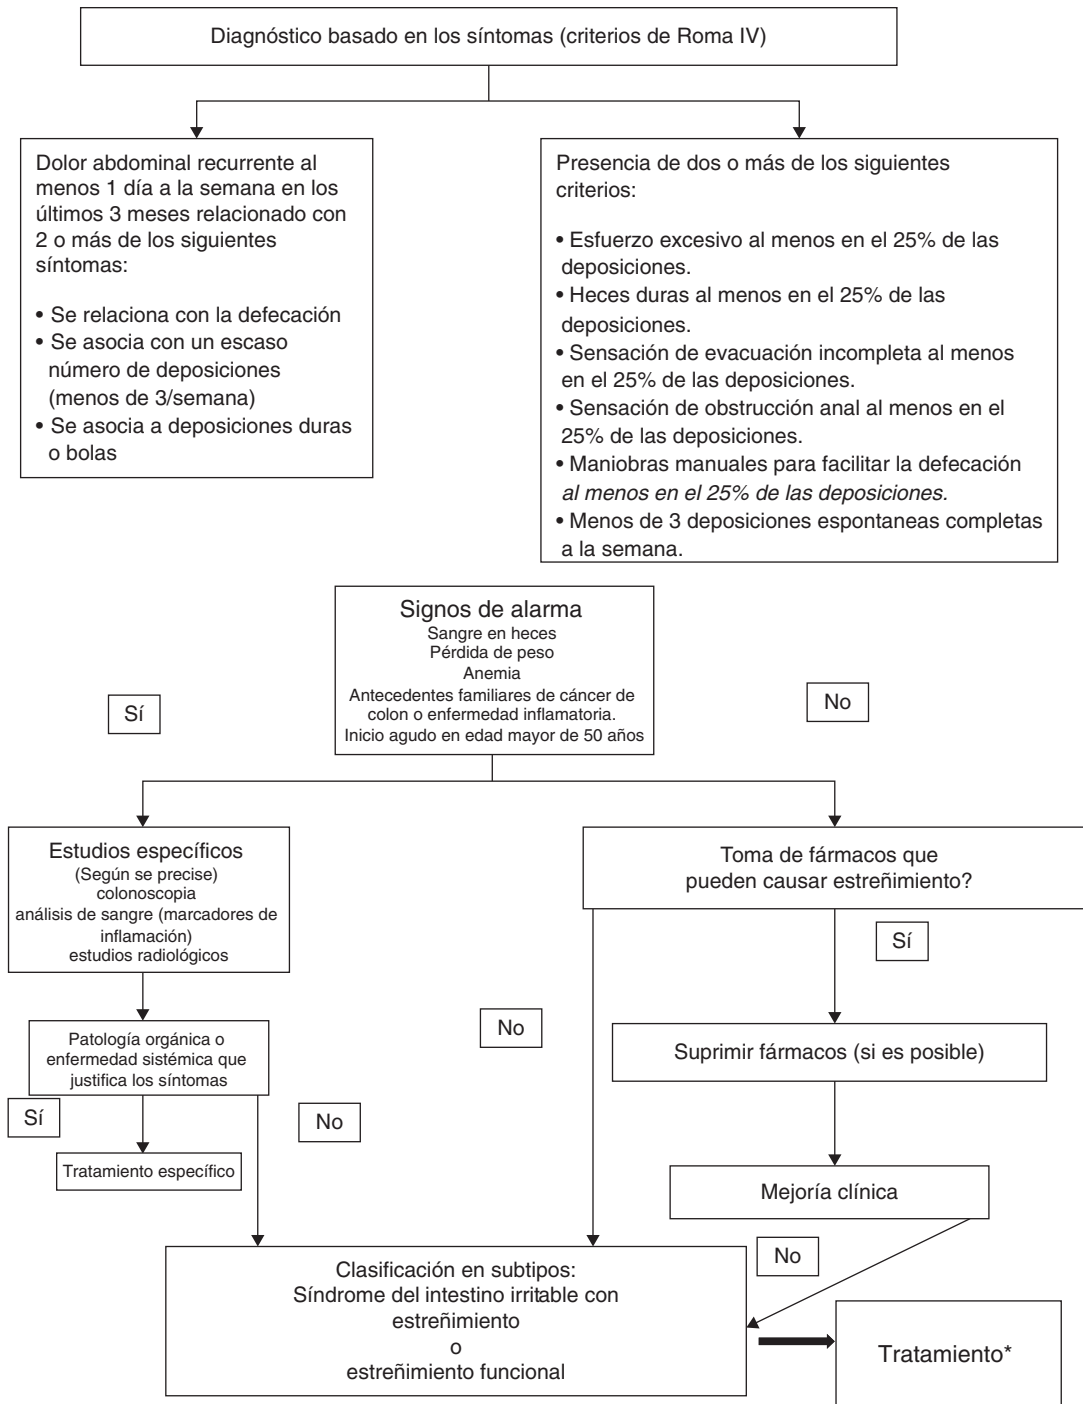 Diagnóstico basado en los síntomas (criterios de Roma IV)
Dolor abdominal recurrente al
menos 1 día a la semana en los
últimos 3 meses relacionado con
2 o más de los siguientes
síntomas:
• Se relaciona con la defecación
• Se asocia con un escaso
número de deposiciones
(menos de 3/semana)
• Se asocia a deposiciones duras
o bolas
Presencia de dos o más de los siguientes
criterios:
• Esfuerzo excesivo al menos en el 25% de las
deposiciones.
• Heces duras al menos en el 25% de las
deposiciones.
• Sensación de evacuación incompleta al menos
en el 25% de las deposiciones.
• Sensación de obstrucción anal al menos en el
25% de las deposiciones.
• Maniobras manuales para facilitar la defecación
al menos en el 25% de las deposiciones.
• Menos de 3 deposiciones espontaneas completas
a la semana.
Signos de alarma
Sangre en heces
Pérdida de peso
Anemia
Antecedentes familiares de cáncer de
colon o enfermedad inflamatoria.
Inicio agudo en edad mayor de 50 años
Sí
No
Estudios específicos
(Según se precise)
colonoscopia
análisis de sangre (marcadores de
inflamación)
estudios radiológicos
Toma de fármacos que
pueden causar estreñimiento?
Sí
No
Patología orgánica o
enfermedad sistémica que
justifica los síntomas
Suprimir fármacos (si es posible)
Sí
No
Tratamiento específico
Mejoría clínica
No
Clasificación en subtipos:
Síndrome del intestino irritable con
estreñimiento
o
estreñimiento funcional
Tratamiento*